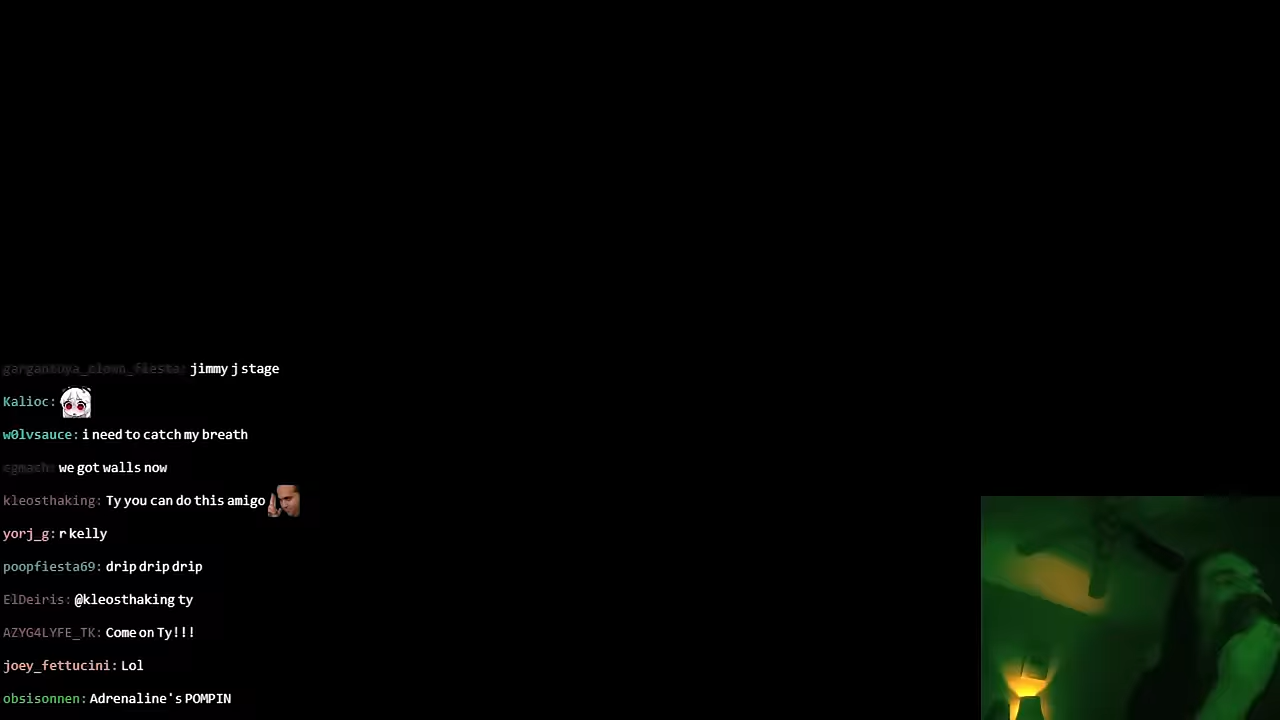 jimmy j stage
Kalioc:
w0lvsauce: i need to catch my breath
we got walls now
kleosthaking: Ty you can do this amigo
yorj_g: r kelly
poopfiesta69: drip drip drip
ElDeiris: @kleosthaking ty
AZYG4LYFE_TK: Come on Ty!!!
joey_fettucini: Lol
obsisonnen: Adrenaline's POMPIN